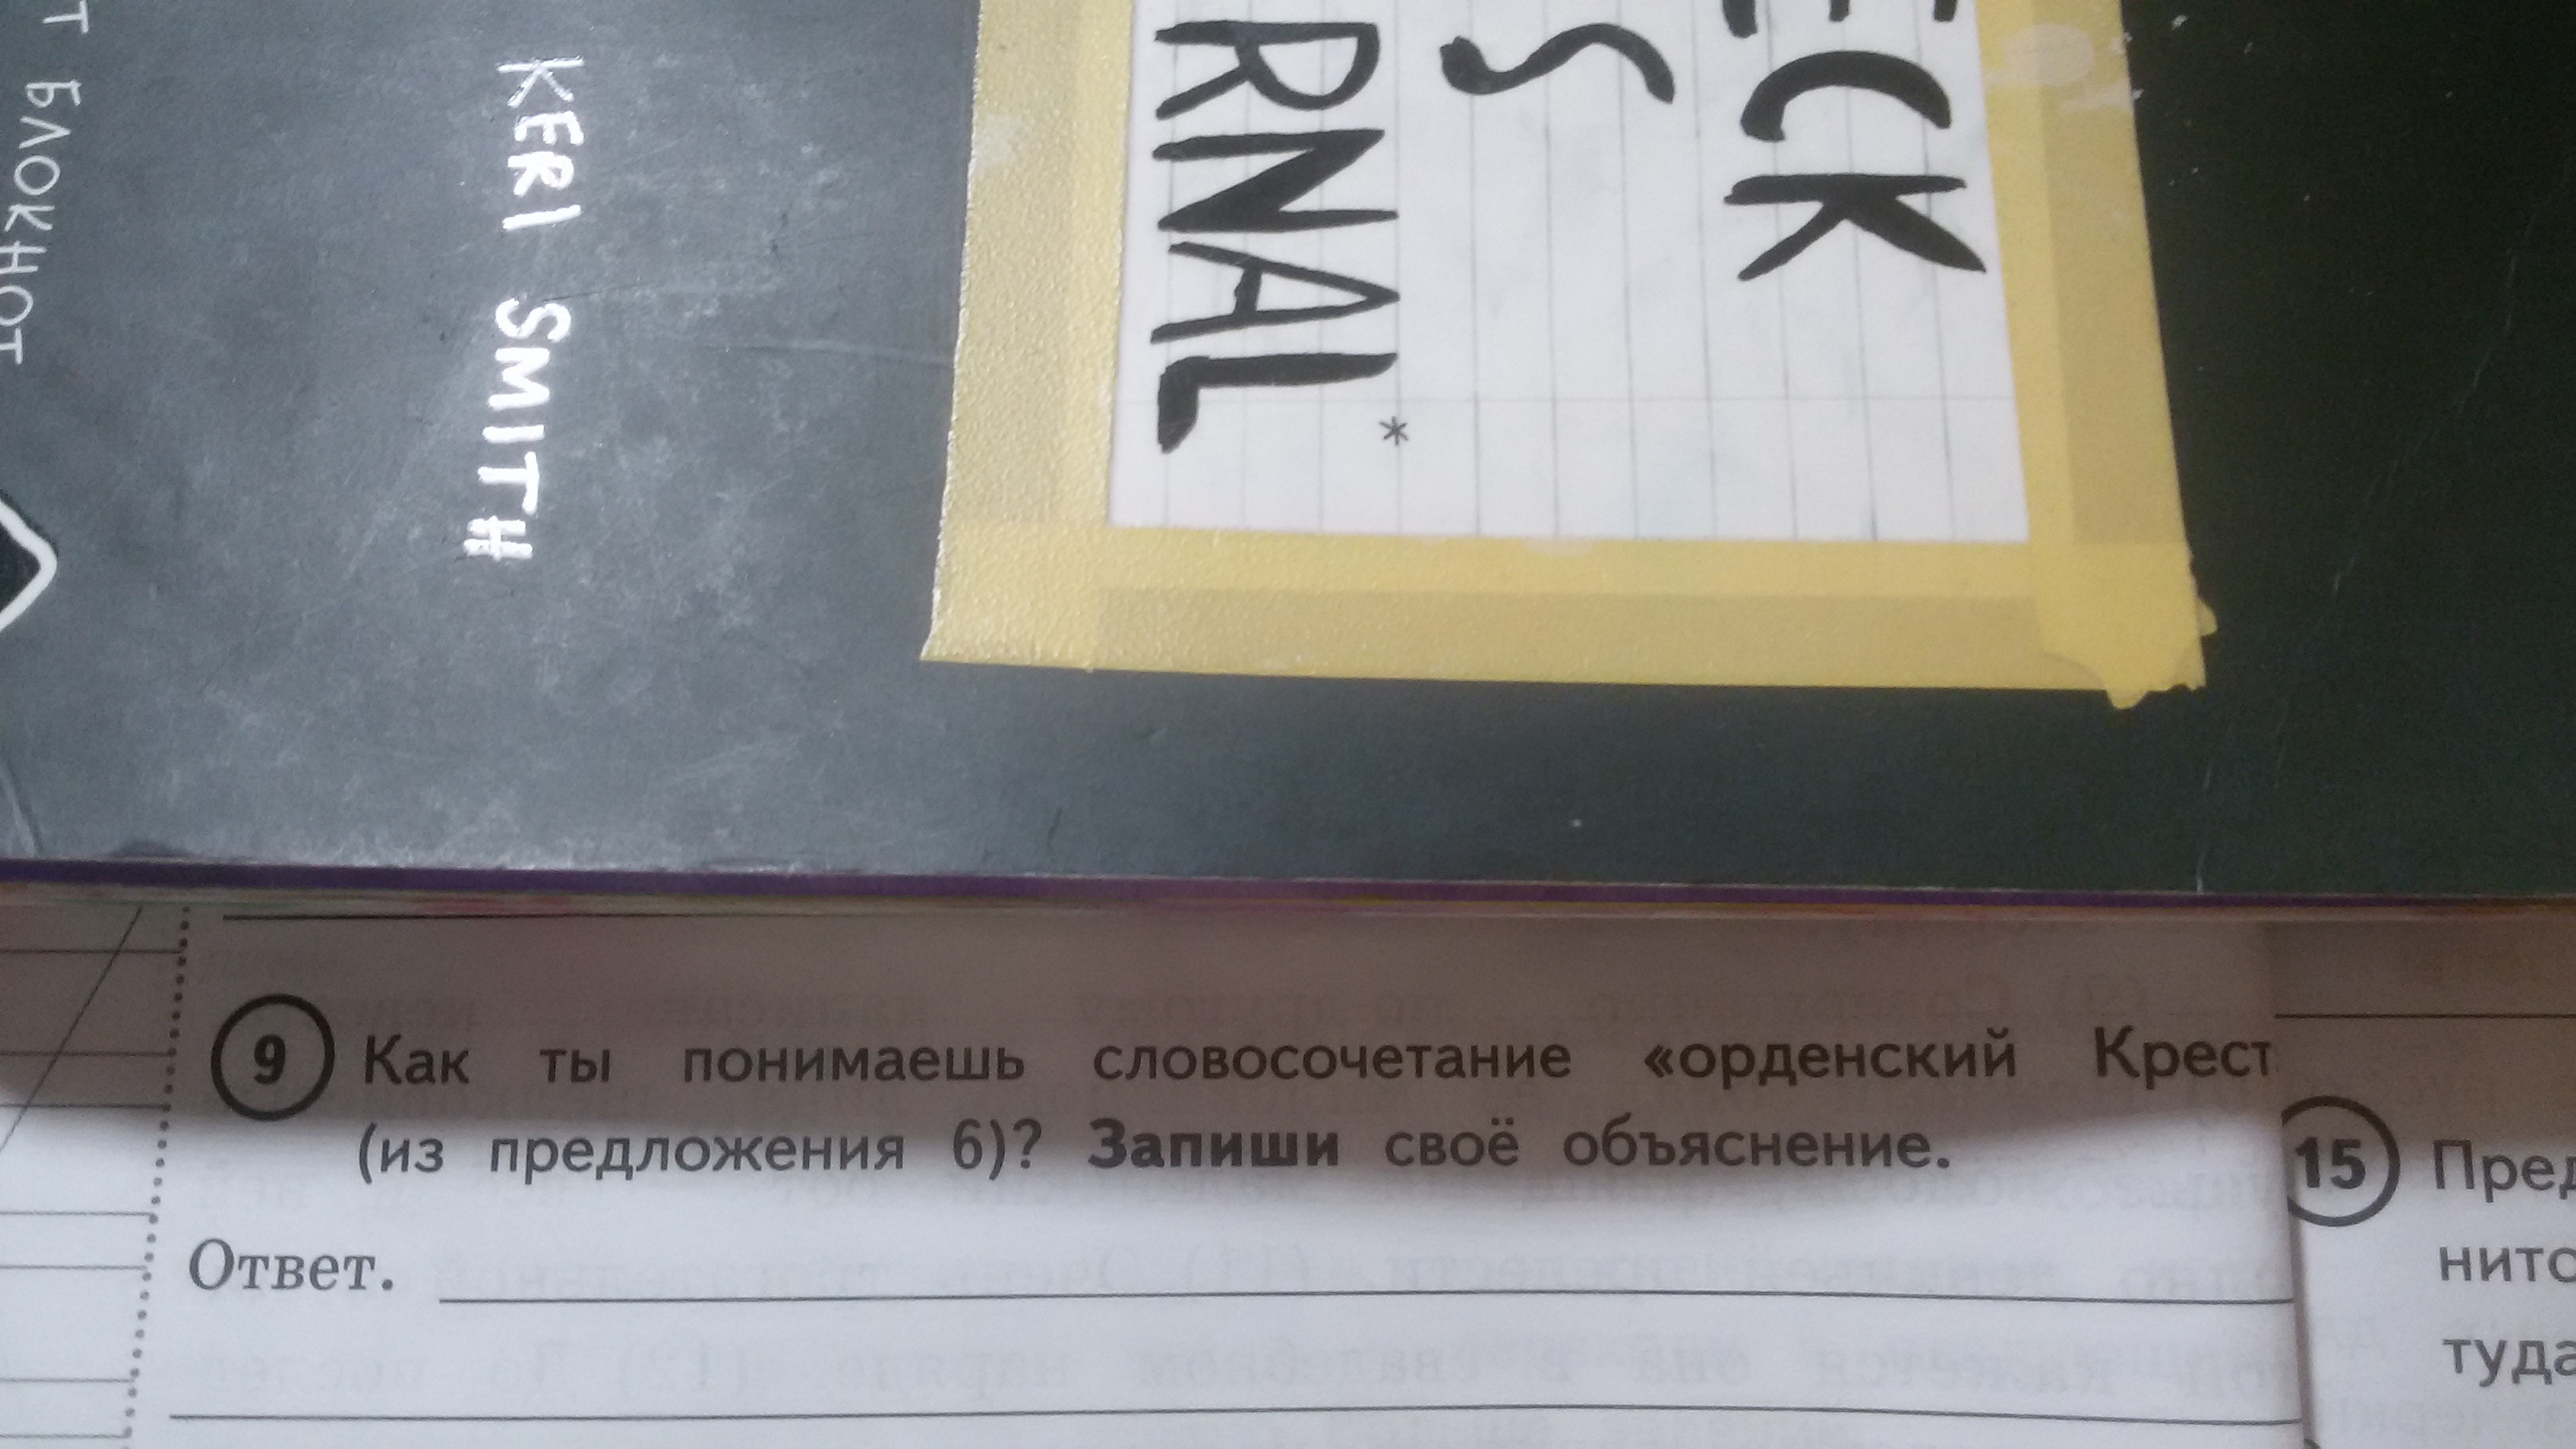 БЛОКНОТ
KERI SMITH
ECK
S
RNAL*
9 Как ты понимаешь словосочетание «орденский Крест
(из предложения 6)? Запиши своё объяснение.
Ответ.
15 Пред
нито
туда